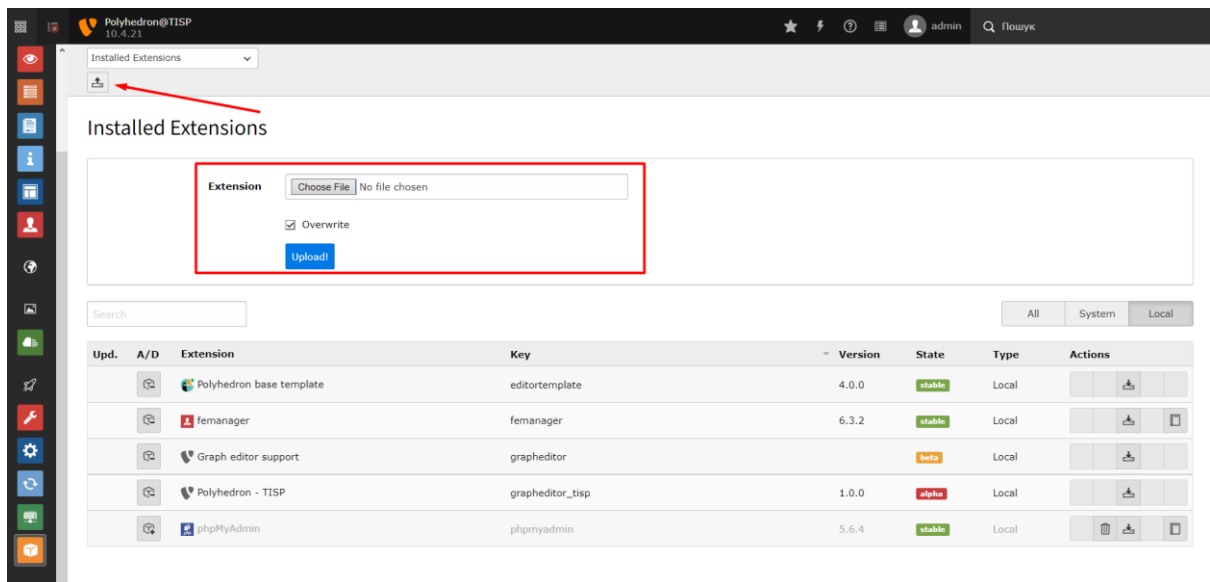 Polyhedron@TISP
10.4.21
admin
Пошук
Installed Extensions
Installed Extensions
Extension Choose File No file chosen
Overwrite
Upload!
Search
All System Local
Upd. A/D Extension Key Version State Type Actions
Polyhedron base template editortemplate 4.0.0 stable Local
femanager femanager 6.3.2 stable Local
Graph editor support grapheditor beta Local
Polyhedron - TISP grapheditor_tisp 1.0.0 alpha Local
phpMyAdmin phpmyadmin 5.6.4 stable Local